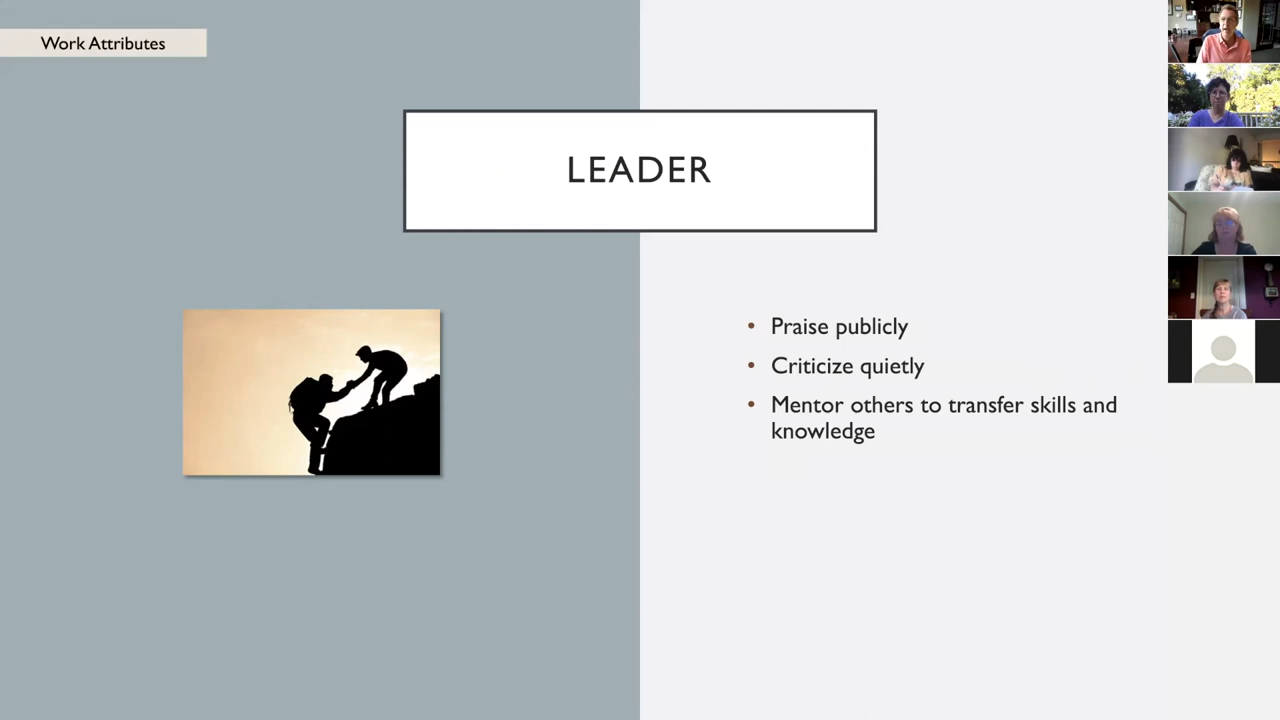 Work Attributes
LEADER
• Praise publicly
• Criticize quietly
• Mentor others to transfer skills and
knowledge